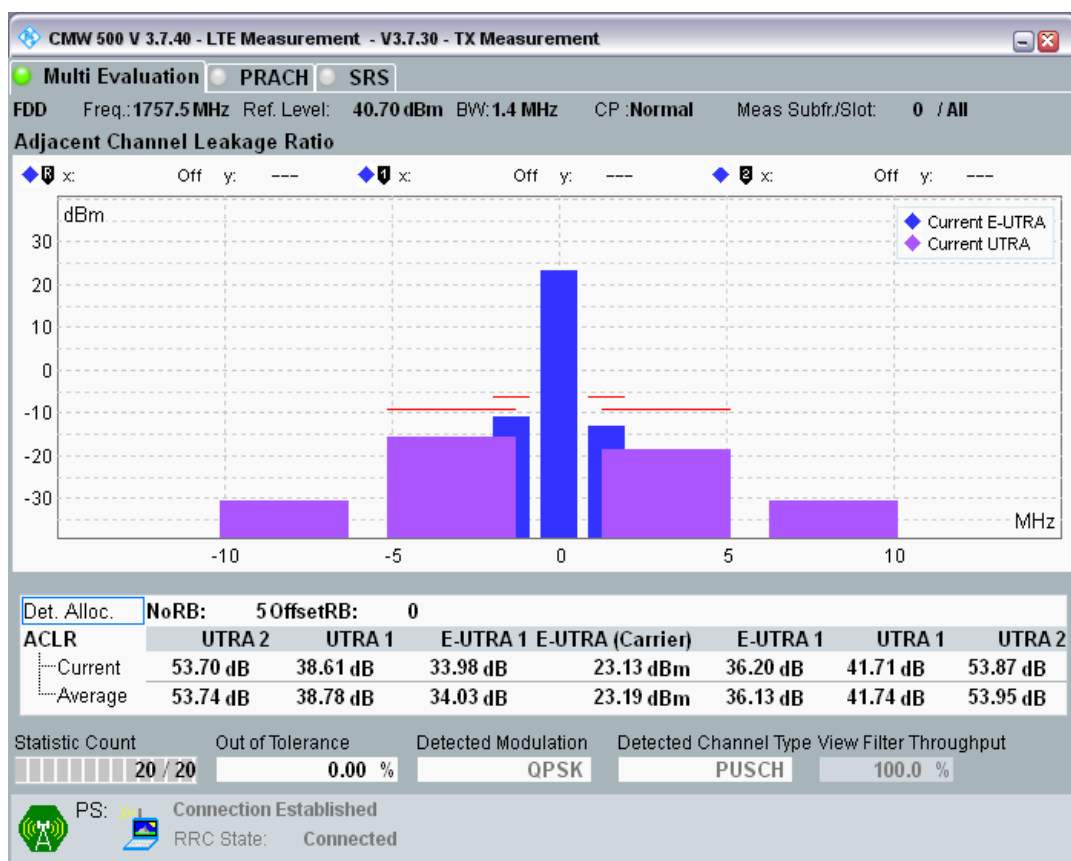 CMW 500 V 3.7.40 - LTE Measurement - V3.7.30 - TX Measurement
Multi Evaluation PRACH SRS
FDD Freq.: 1757.5 MHz Ref. Level: 40.70 dBm BW: 1.4 MHz CP : Normal Meas Subfr./Slot: 0 / All
Adjacent Channel Leakage Ratio
R x: Off y: --- 1 x: Off y: --- 2 x: Off y: ---
dBm
Current E-UTRA
Current UTRA
30
20
10
0
-10
-20
-30
MHz
-10 -5 0 5 10
Det. Alloc. NoRB: 5 OffsetRB: 0
ACLR UTRA 2 UTRA 1 E-UTRA 1 E-UTRA (Carrier) E-UTRA 1 UTRA 1 UTRA 2
Current 53.70 dB 38.61 dB 33.98 dB 23.13 dBm 36.20 dB 41.71 dB 53.87 dB
Average 53.74 dB 38.78 dB 34.03 dB 23.19 dBm 36.13 dB 41.74 dB 53.95 dB
Statistic Count Out of Tolerance Detected Modulation Detected Channel Type View Filter Throughput
20 / 20 0.00 % QPSK PUSCH 100.0 %
PS: Connection Established
RRC State: Connected